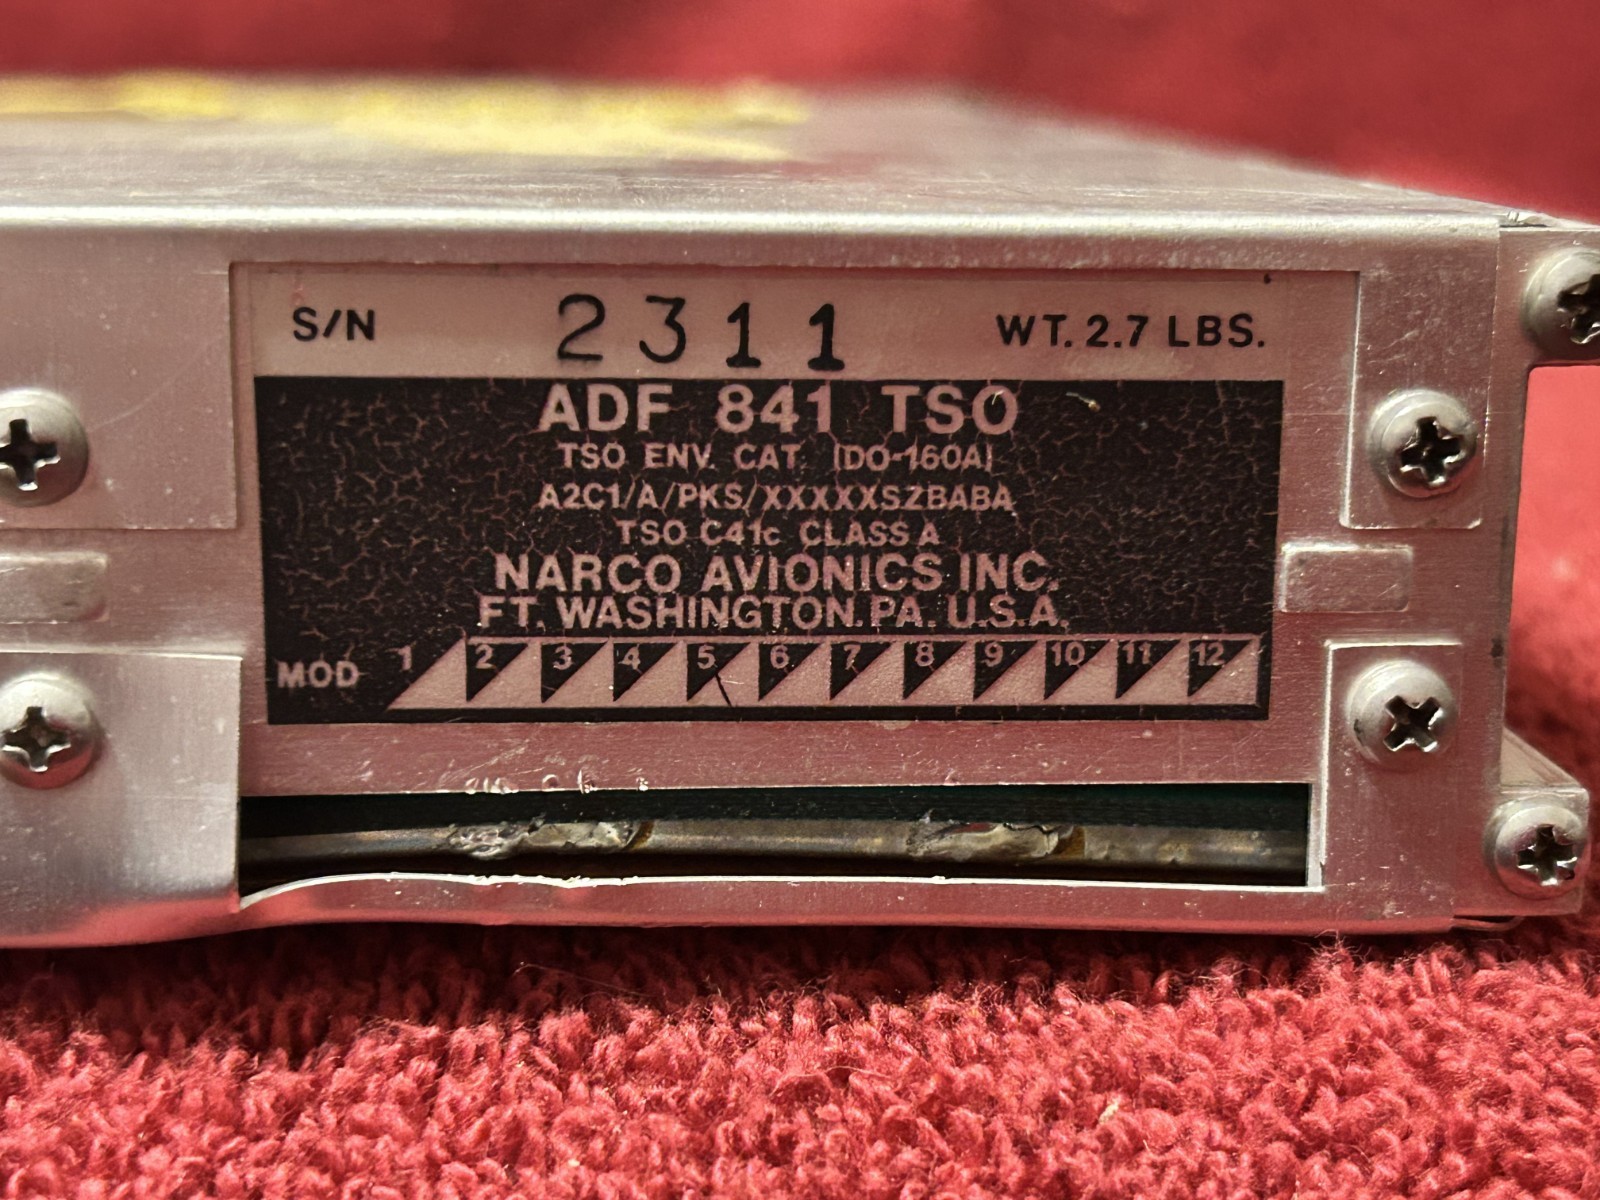 S/N 2311 WT. 2.7 LBS.
ADF 841 TSO
TSO ENV. CAT. (DO-160A)
A2C1/A/PKS/XXXXXXSZBABA
TSO C41c CLASS A
NARCO AVIONICS INC.
FT. WASHINGTON. PA. U.S.A.
MOD 1 2 3 4 5 6 7 8 9 10 11 12